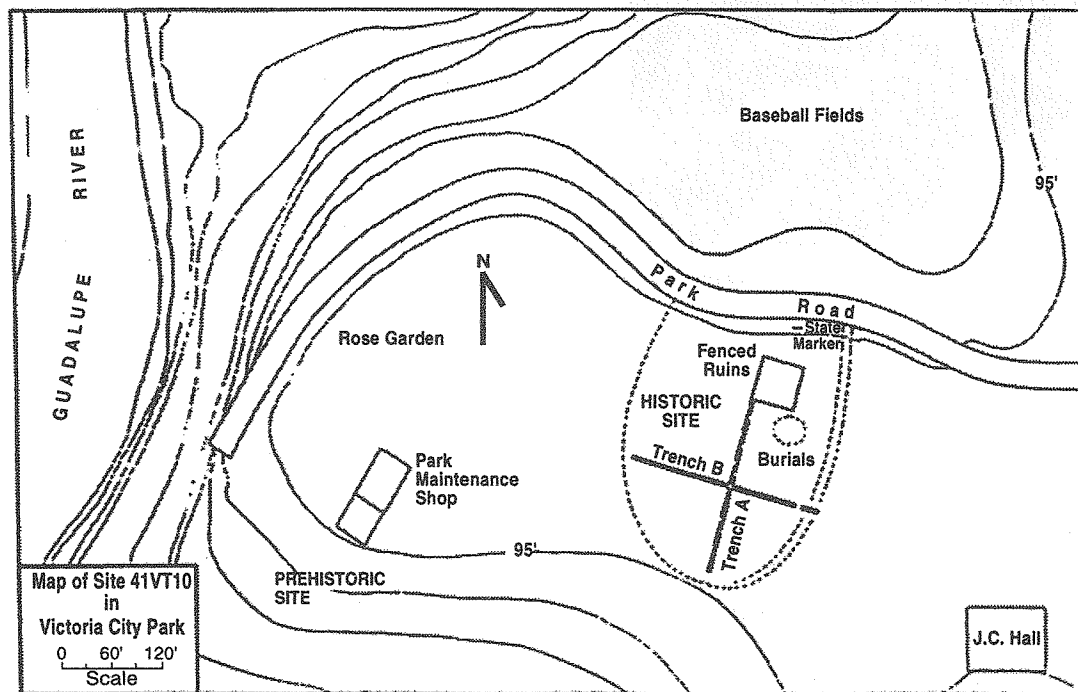 Baseball Fields
95'
GUADALUPE RIVER
N
Park Road
State
Marker
Rose Garden
Fenced
Ruins
HISTORIC
SITE
Trench B
Burials
Trench A
Park
Maintenance
Shop
95'
PREHISTORIC
SITE
Map of Site 41VT10
in
Victoria City Park
0 60' 120'
Scale
J.C. Hall